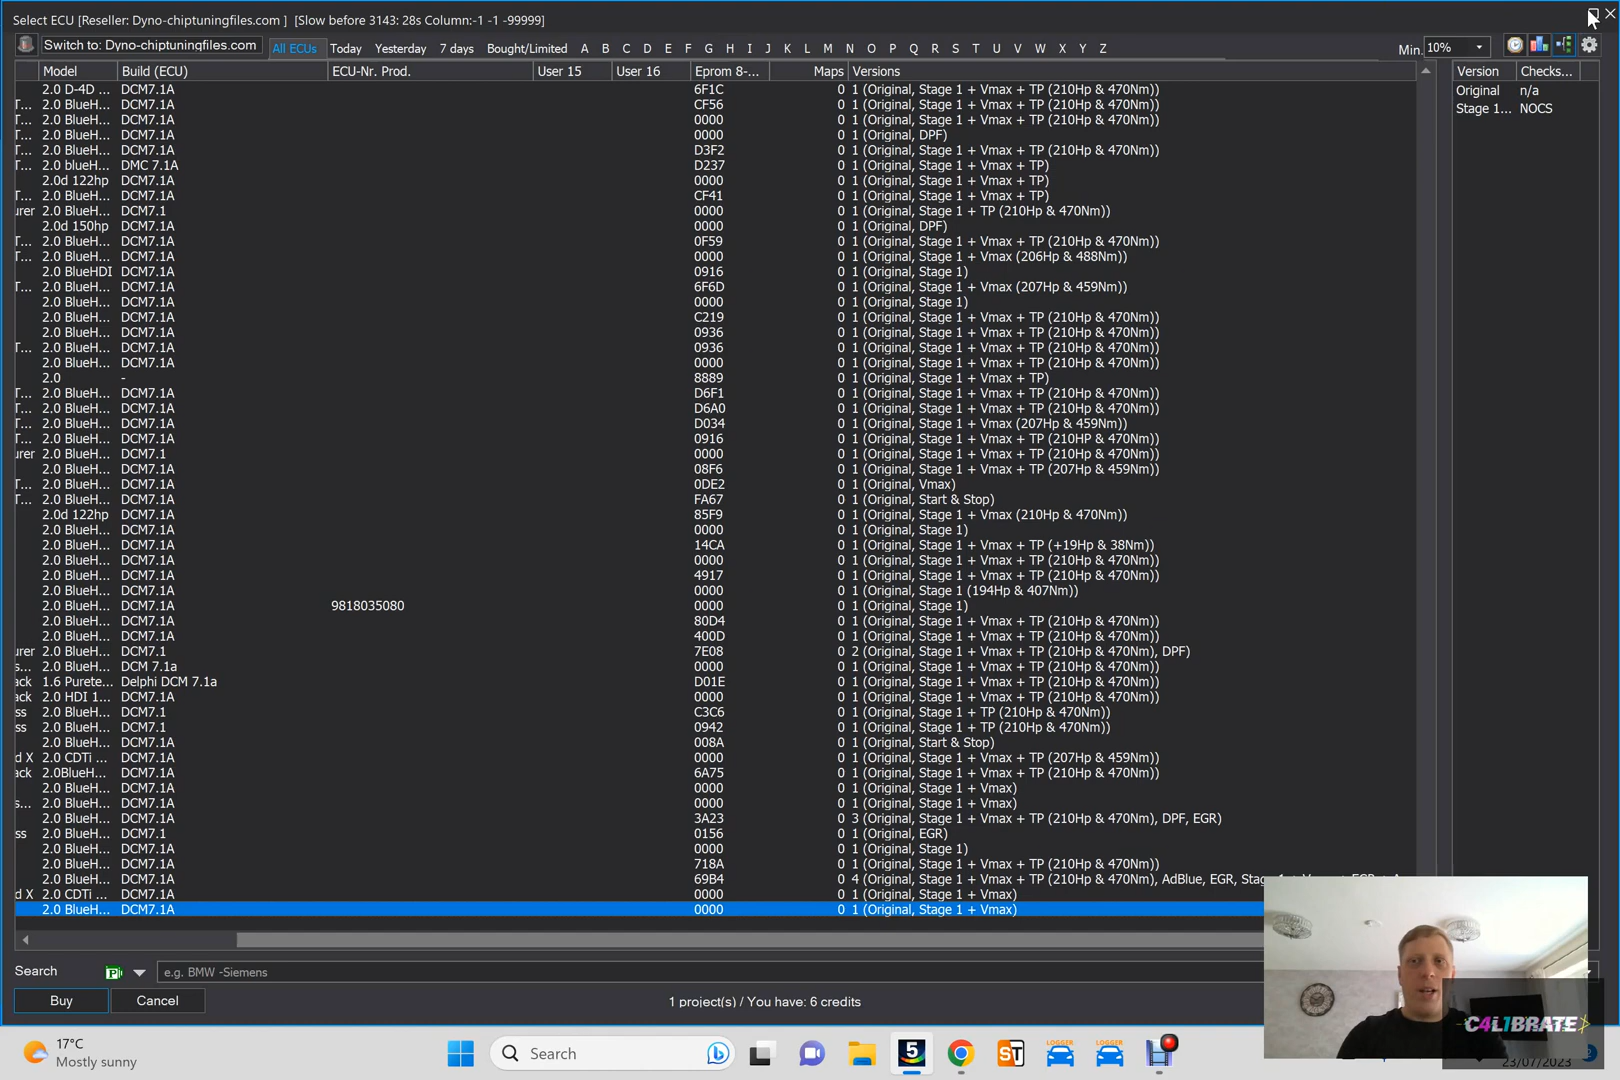 Select ECU [Reseller: Dyno-chiptuningfiles.com ] [Slow before 3143: 28s Column:-1 -1 -99999]
Switch to: Dyno-chiptuningfiles.com All ECUs Today Yesterday 7 days Bought/Limited A B C D E F G H I J K L M N O P Q R S T U V W X Y Z Min. 10%
Model Build (ECU) ECU-Nr. Prod. User 15 User 16 Eprom 8-... Maps Versions Version Checks...
2.0 D-4D ... DCM7.1A 6F1C 0 1 (Original, Stage 1 + Vmax + TP (210Hp & 470Nm)) Original n/a
T... 2.0 BlueH... DCM7.1A CF56 0 1 (Original, Stage 1 + Vmax + TP (210Hp & 470Nm)) Stage 1... NOCS
T... 2.0 BlueH... DCM7.1A 0000 0 1 (Original, Stage 1 + Vmax + TP (210Hp & 470Nm))
T... 2.0 BlueH... DCM7.1A 0000 0 1 (Original, DPF)
T... 2.0 BlueH... DCM7.1A D3F2 0 1 (Original, Stage 1 + Vmax + TP (210Hp & 470Nm))
T... 2.0 blueH... DMC 7.1A D237 0 1 (Original, Stage 1 + Vmax + TP)
2.0d 122hp DCM7.1A 0000 0 1 (Original, Stage 1 + Vmax + TP)
T... 2.0 BlueH... DCM7.1A CF41 0 1 (Original, Stage 1 + Vmax + TP)
urer 2.0 BlueH... DCM7.1 0000 0 1 (Original, Stage 1 + TP (210Hp & 470Nm))
2.0d 150hp DCM7.1A 0000 0 1 (Original, DPF)
T... 2.0 BlueH... DCM7.1A 0F59 0 1 (Original, Stage 1 + Vmax + TP (210Hp & 470Nm))
T... 2.0 BlueH... DCM7.1A 0000 0 1 (Original, Stage 1 + Vmax (206Hp & 488Nm))
2.0 BlueHDI DCM7.1A 0916 0 1 (Original, Stage 1)
T... 2.0 BlueH... DCM7.1A 6F6D 0 1 (Original, Stage 1 + Vmax (207Hp & 459Nm))
2.0 BlueH... DCM7.1A 0000 0 1 (Original, Stage 1)
2.0 BlueH... DCM7.1A C219 0 1 (Original, Stage 1 + Vmax + TP (210Hp & 470Nm))
2.0 BlueH... DCM7.1A 0936 0 1 (Original, Stage 1 + Vmax + TP (210Hp & 470Nm))
T... 2.0 BlueH... DCM7.1A 0936 0 1 (Original, Stage 1 + Vmax + TP (210Hp & 470Nm))
2.0 BlueH... DCM7.1A 0000 0 1 (Original, Stage 1 + Vmax + TP (210Hp & 470Nm))
2.0 - 8889 0 1 (Original, Stage 1 + Vmax + TP)
T... 2.0 BlueH... DCM7.1A D6F1 0 1 (Original, Stage 1 + Vmax + TP (210Hp & 470Nm))
T... 2.0 BlueH... DCM7.1A D6A0 0 1 (Original, Stage 1 + Vmax + TP (210Hp & 470Nm))
T... 2.0 BlueH... DCM7.1A D034 0 1 (Original, Stage 1 + Vmax (207Hp & 459Nm))
T... 2.0 BlueH... DCM7.1A 0916 0 1 (Original, Stage 1 + Vmax + TP (210HP & 470Nm))
urer 2.0 BlueH... DCM7.1 0000 0 1 (Original, Stage 1 + Vmax + TP (210Hp & 470Nm))
2.0 BlueH... DCM7.1A 08F6 0 1 (Original, Stage 1 + Vmax + TP (207Hp & 459Nm))
T... 2.0 BlueH... DCM7.1A 0DE2 0 1 (Original, Vmax)
T... 2.0 BlueH... DCM7.1A FA67 0 1 (Original, Start & Stop)
2.0d 122hp DCM7.1A 85F9 0 1 (Original, Stage 1 + Vmax (210Hp & 470Nm))
2.0 BlueH... DCM7.1A 0000 0 1 (Original, Stage 1)
2.0 BlueH... DCM7.1A 14CA 0 1 (Original, Stage 1 + Vmax + TP (+19Hp & 38Nm))
2.0 BlueH... DCM7.1A 0000 0 1 (Original, Stage 1 + Vmax + TP (210Hp & 470Nm))
2.0 BlueH... DCM7.1A 4917 0 1 (Original, Stage 1 + Vmax + TP (210Hp & 470Nm))
2.0 BlueH... DCM7.1A 0000 0 1 (Original, Stage 1 (194Hp & 407Nm))
2.0 BlueH... DCM7.1A 9818035080 0000 0 1 (Original, Stage 1)
2.0 BlueH... DCM7.1A 80D4 0 1 (Original, Stage 1 + Vmax + TP (210Hp & 470Nm))
2.0 BlueH... DCM7.1A 400D 0 1 (Original, Stage 1 + Vmax + TP (210Hp & 470Nm))
urer 2.0 BlueH... DCM7.1 7E08 0 2 (Original, Stage 1 + Vmax + TP (210Hp & 470Nm), DPF)
s... 2.0 BlueH... DCM 7.1a 0000 0 1 (Original, Stage 1 + Vmax + TP (210Hp & 470Nm))
ack 1.6 Purete... Delphi DCM 7.1a D01E 0 1 (Original, Stage 1 + Vmax + TP (210Hp & 470Nm))
ack 2.0 HDI 1... DCM7.1A 0000 0 1 (Original, Stage 1 + Vmax + TP (210Hp & 470Nm))
ss 2.0 BlueH... DCM7.1 C3C6 0 1 (Original, Stage 1 + TP (210Hp & 470Nm))
ss 2.0 BlueH... DCM7.1 0942 0 1 (Original, Stage 1 + TP (210Hp & 470Nm))
2.0 BlueH... DCM7.1A 008A 0 1 (Original, Start & Stop)
d X 2.0 CDTi ... DCM7.1A 0000 0 1 (Original, Stage 1 + Vmax + TP (207Hp & 459Nm))
ack 2.0BlueH... DCM7.1A 6A75 0 1 (Original, Stage 1 + Vmax + TP (210Hp & 470Nm))
2.0 BlueH... DCM7.1A 0000 0 1 (Original, Stage 1 + Vmax)
s... 2.0 BlueH... DCM7.1A 0000 0 1 (Original, Stage 1 + Vmax)
2.0 BlueH... DCM7.1A 3A23 0 3 (Original, Stage 1 + Vmax + TP (210Hp & 470Nm), DPF, EGR)
ss 2.0 BlueH... DCM7.1 0156 0 1 (Original, EGR)
2.0 BlueH... DCM7.1A 0000 0 1 (Original, Stage 1)
2.0 BlueH... DCM7.1A 718A 0 1 (Original, Stage 1 + Vmax + TP (210Hp & 470Nm))
2.0 BlueH... DCM7.1A 69B4 0 4 (Original, Stage 1 + Vmax + TP (210Hp & 470Nm), AdBlue, EGR,
d X 2.0 CDTi ... DCM7.1A 0000 0 1 (Original, Stage 1 + Vmax)
2.0 BlueH... DCM7.1A 0000 0 1 (Original, Stage 1 + Vmax)
Search e.g. BMW -Siemens
Buy Cancel 1 project(s) / You have: 6 credits
C4L1BRATE
17°C
Mostly sunny
Search
5
ST
LOGGER
LOGGER
23/07/2023
2